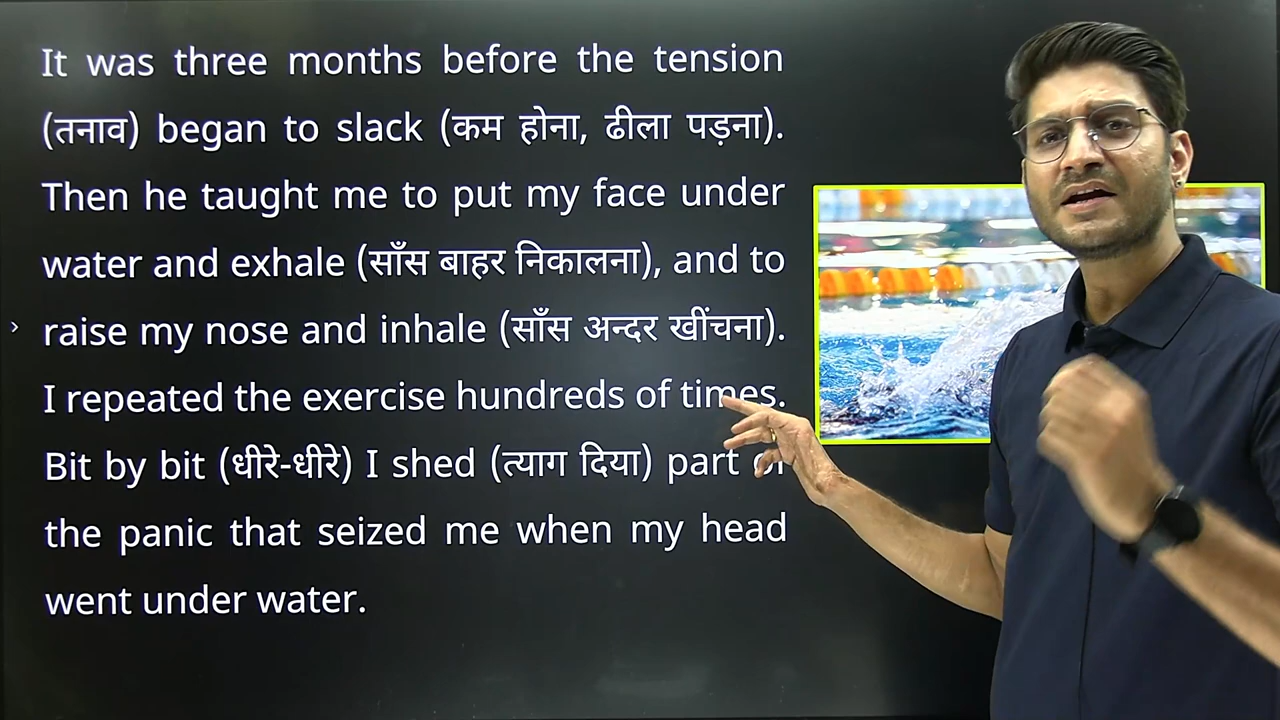 It was three months before the tension
(तनाव) began to slack (कम होना, ढीला पड़ना).
Then he taught me to put my face under
water and exhale (साँस बाहर निकालना), and to
raise my nose and inhale (साँस अन्दर खींचना).
I repeated the exercise hundreds of times.
Bit by bit (धीरे-धीरे) I shed (त्याग दिया) part of
the panic that seized me when my head
went under water.